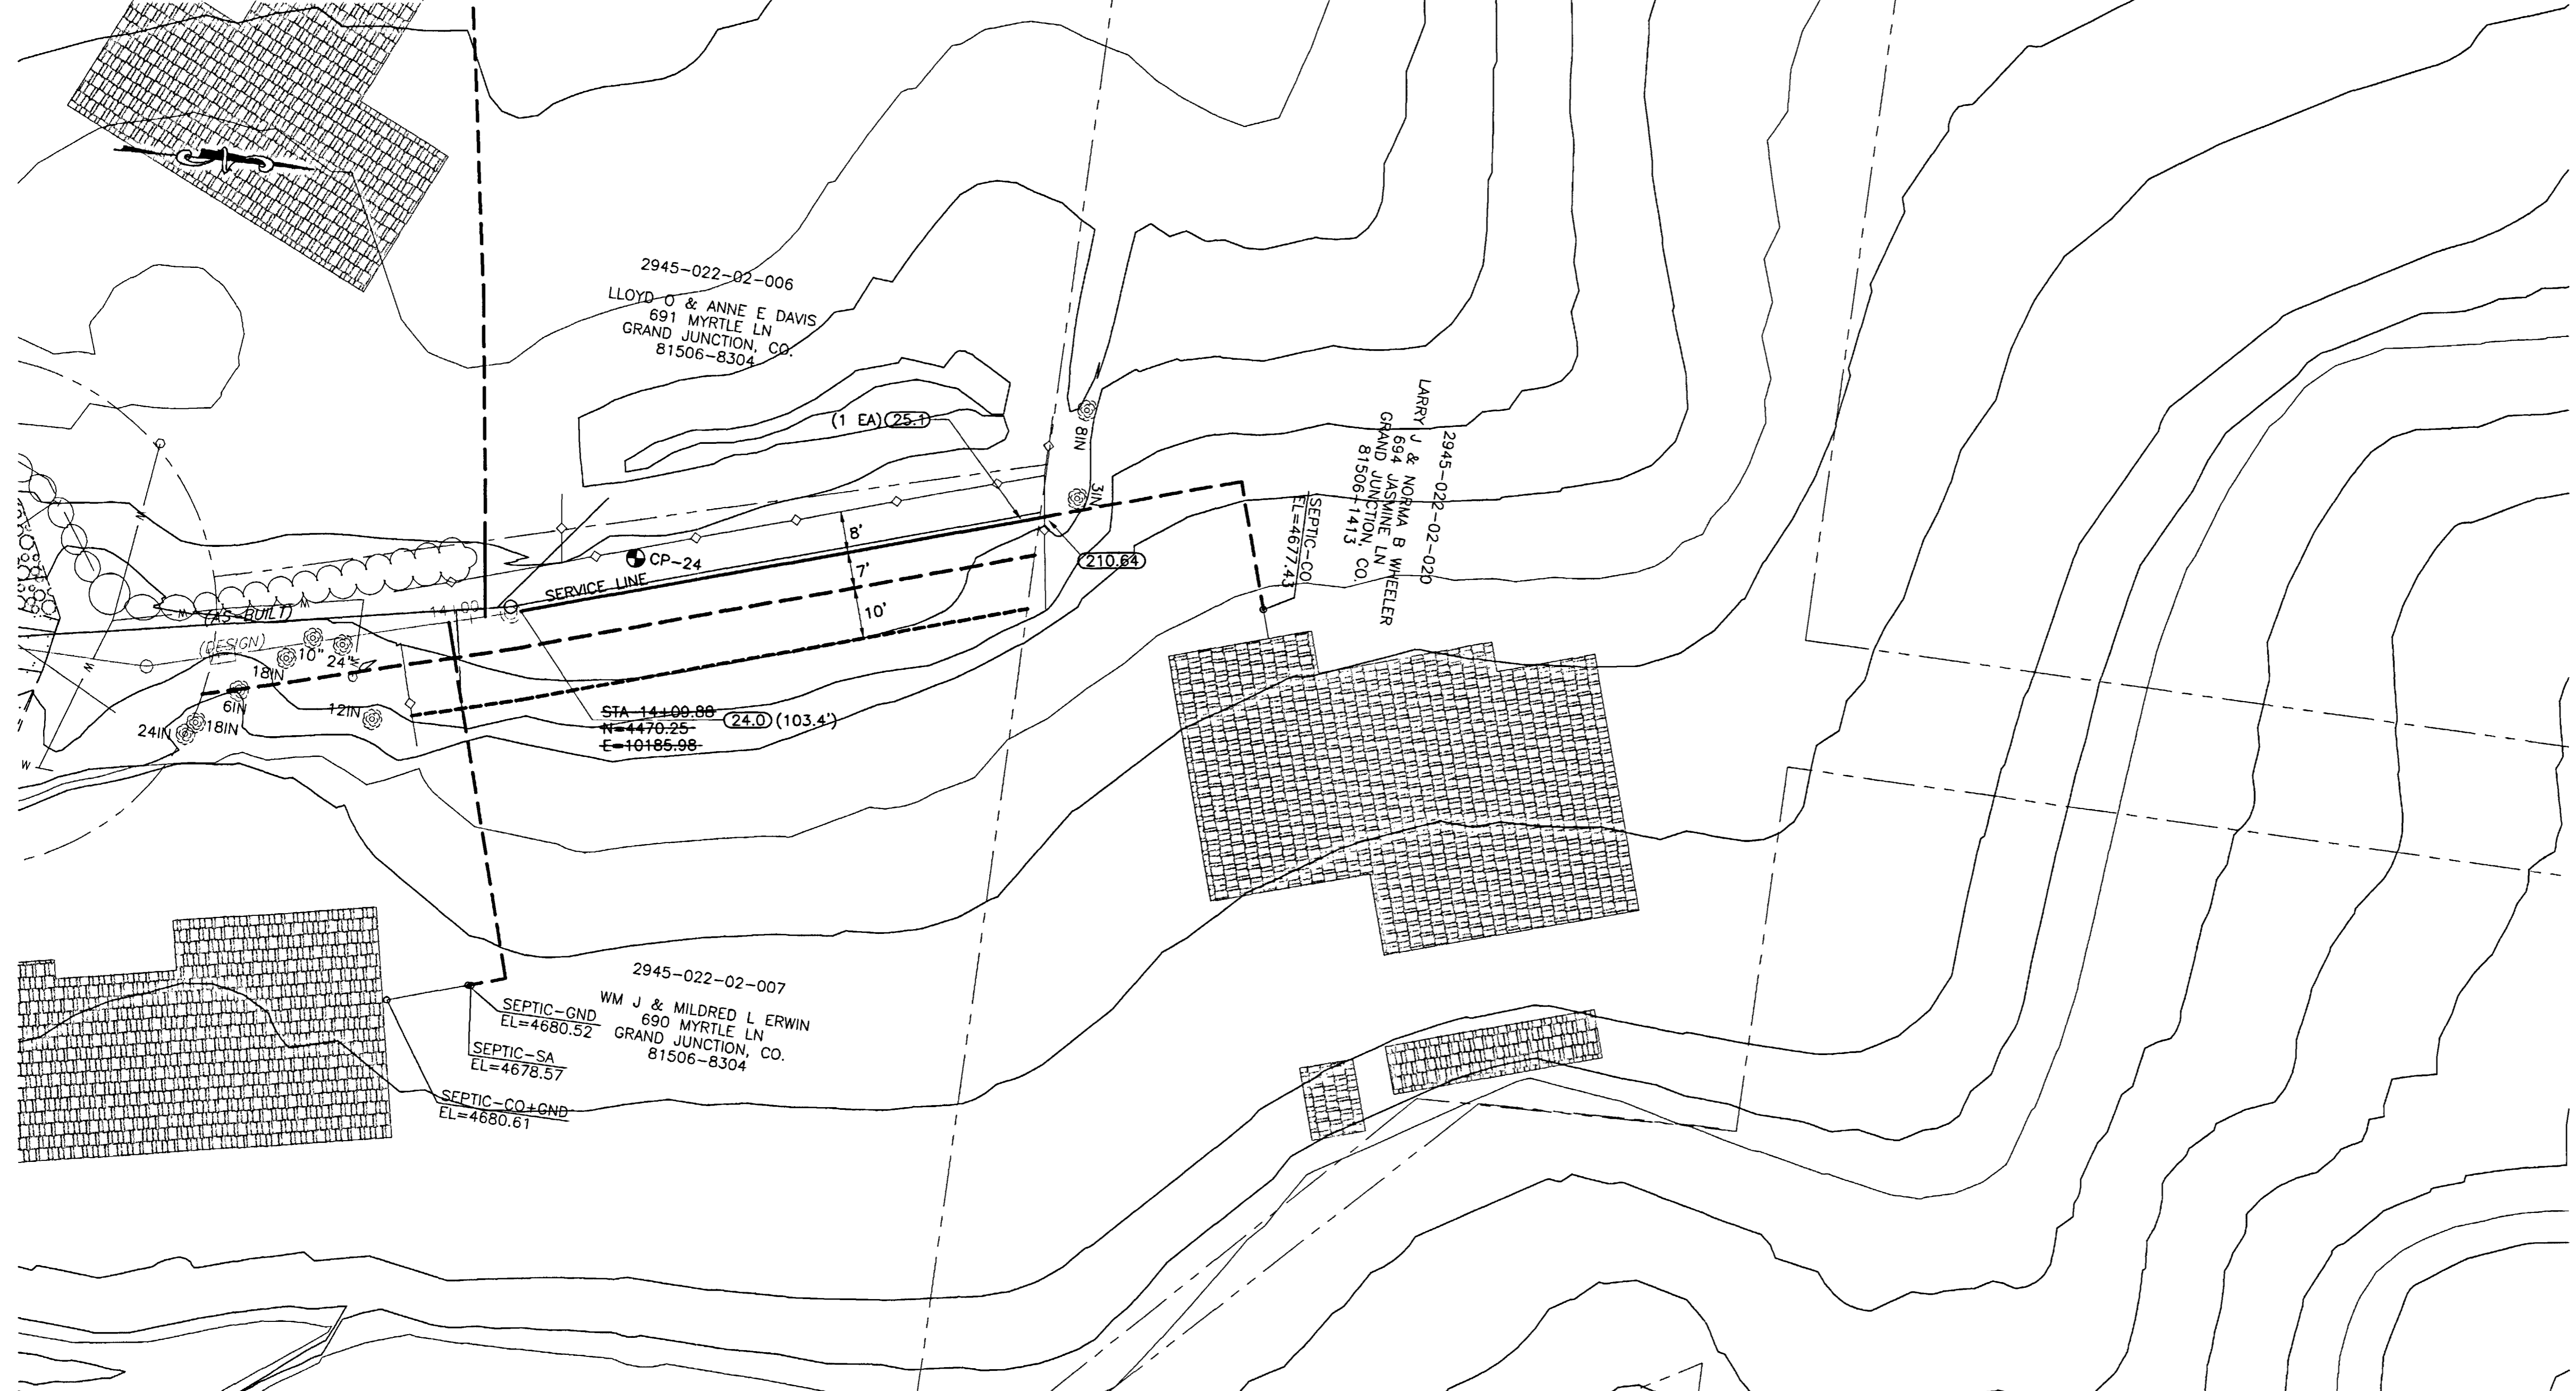 2945-022-02-006
LLOYD O & ANNE E DAVIS
691 MYRTLE LN
GRAND JUNCTION, CO.
81506-8304
(1 EA) 25.1
8IN
3IN
2945-022-02-020
LARRY J & NORMA B WHEELER
694 JASMINE LN
GRAND JUNCTION, CO.
81506-1413
SEPTIC-CO
EL=4677.43
210.64
CP-24
8'
7'
10'
SERVICE LINE
14+00
(AS-BUILT)
(DESIGN)
W
W
W
W
W
10"
24"
18IN
6IN
12IN
24IN
18IN
STA 14+09.88
N=4470.25
E=10185.98
24.0 (103.4')
2945-022-02-007
WM J & MILDRED L ERWIN
690 MYRTLE LN
GRAND JUNCTION, CO.
81506-8304
SEPTIC-GND
EL=4680.52
SEPTIC-SA
EL=4678.57
SEPTIC-CO+GND
EL=4680.61